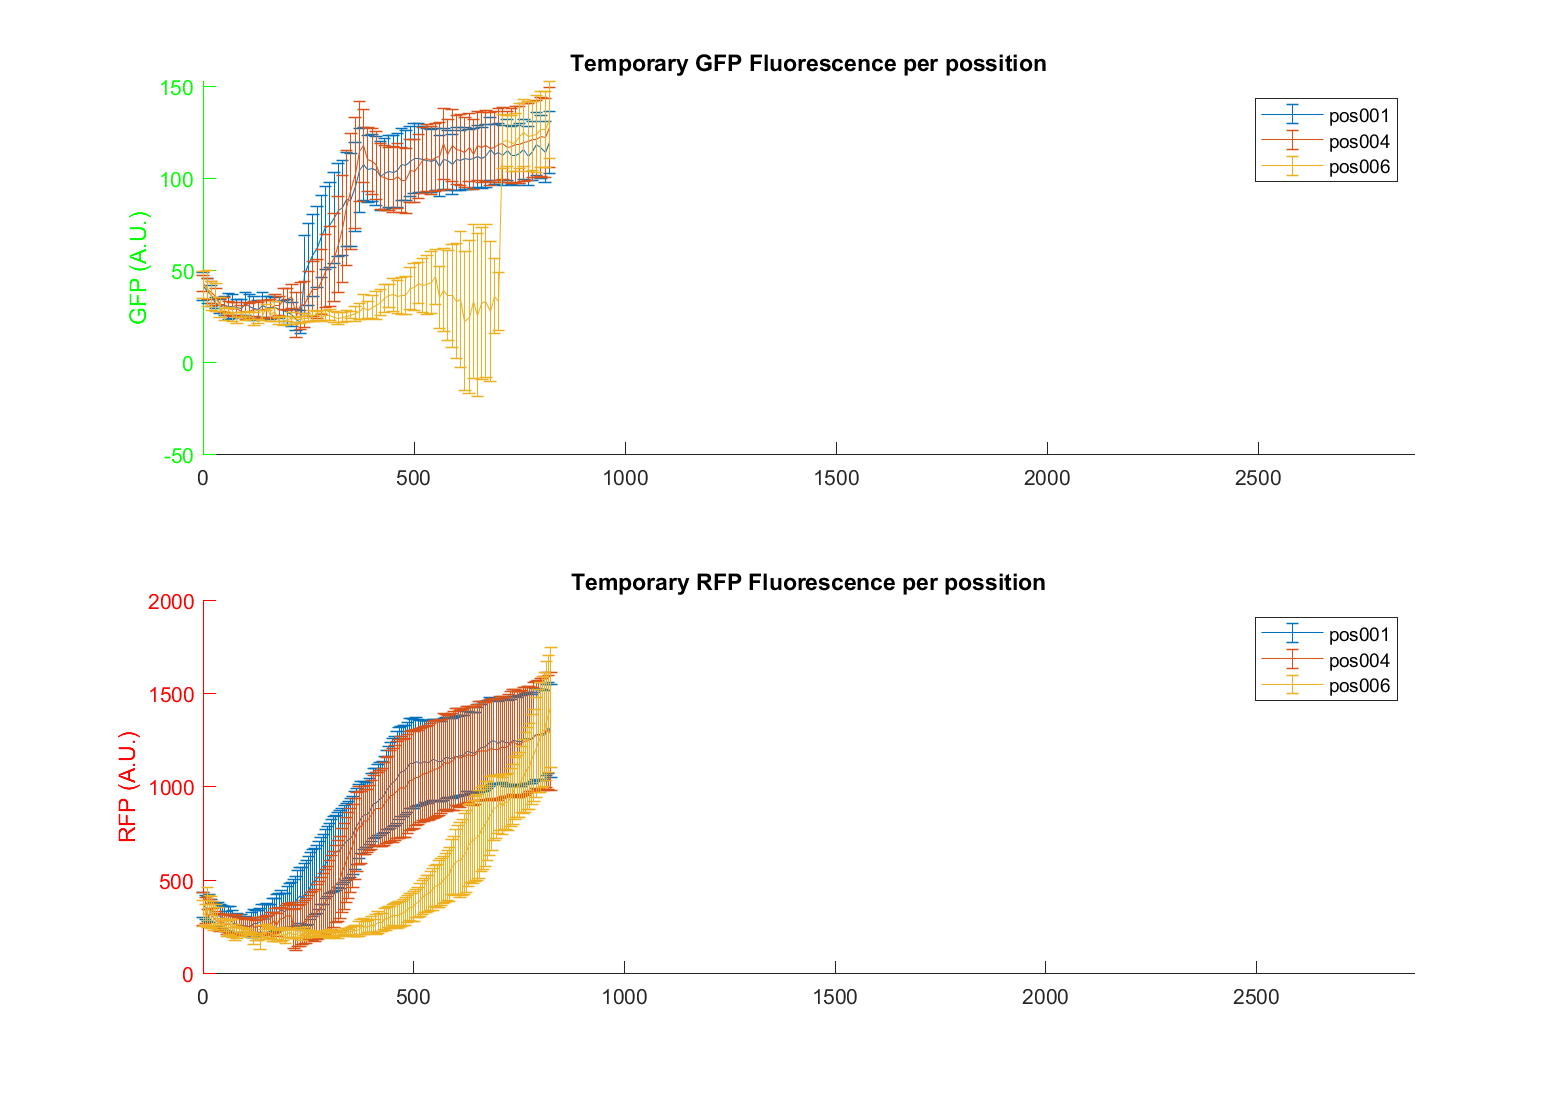 Temporary GFP Fluorescence per possition
150
100
50
0
-50
GFP (A.U.)
0 500 1000 1500 2000 2500
pos001
pos004
pos006
Temporary RFP Fluorescence per possition
2000
1500
1000
500
0
RFP (A.U.)
0 500 1000 1500 2000 2500
pos001
pos004
pos006